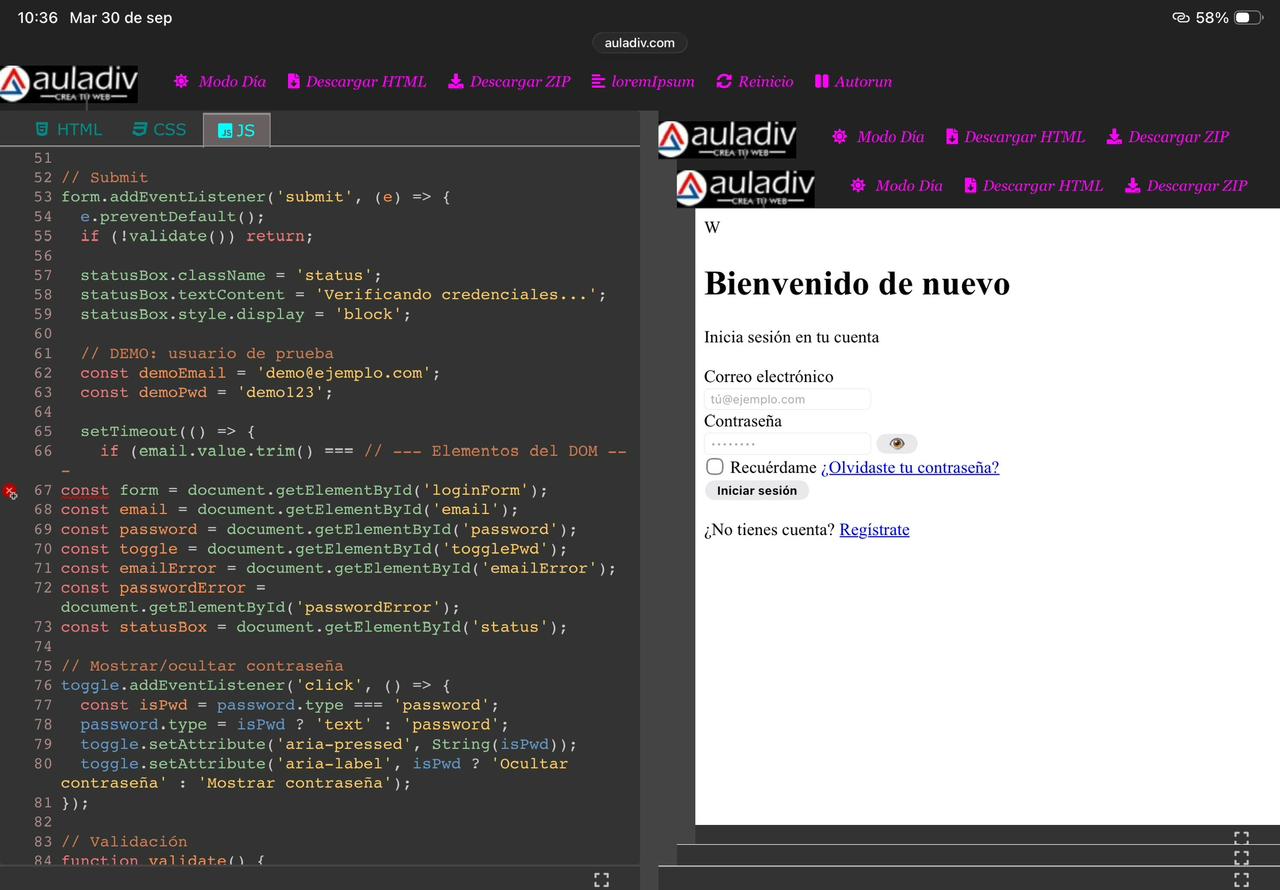 10:36 Mar 30 de sep
58%
auladiv.com
auladiv
CREA TÚ WEB
Modo Día
Descargar HTML
Descargar ZIP
loremIpsum
Reinicio
Autorun
HTML
CSS
JS JS
51
52 // Submit
53 form.addEventListener('submit', (e) => {
54   e.preventDefault();
55   if (!validate()) return;
56
57   statusBox.className = 'status';
58   statusBox.textContent = 'Verificando credenciales...';
59   statusBox.style.display = 'block';
60
61   // DEMO: usuario de prueba
62   const demoEmail = 'demo@ejemplo.com';
63   const demoPwd = 'demo123';
64
65   setTimeout(() => {
66     if (email.value.trim() === // --- Elementos del DOM --
-
67 const form = document.getElementById('loginForm');
68 const email = document.getElementById('email');
69 const password = document.getElementById('password');
70 const toggle = document.getElementById('togglePwd');
71 const emailError = document.getElementById('emailError');
72 const passwordError =
document.getElementById('passwordError');
73 const statusBox = document.getElementById('status');
74
75 // Mostrar/ocultar contraseña
76 toggle.addEventListener('click', () => {
77   const isPwd = password.type === 'password';
78   password.type = isPwd ? 'text' : 'password';
79   toggle.setAttribute('aria-pressed', String(isPwd));
80   toggle.setAttribute('aria-label', isPwd ? 'Ocultar
contraseña' : 'Mostrar contraseña');
81 });
82
83 // Validación
84 function validate() {
auladiv
CREA TÚ WEB
Modo Día
Descargar HTML
Descargar ZIP
auladiv
CREA TÚ WEB
Modo Día
Descargar HTML
Descargar ZIP
W
Bienvenido de nuevo
Inicia sesión en tu cuenta
Correo electrónico
tú@ejemplo.com
Contraseña
••••••••
Recuérdame ¿Olvidaste tu contraseña?
Iniciar sesión
¿No tienes cuenta? Regístrate